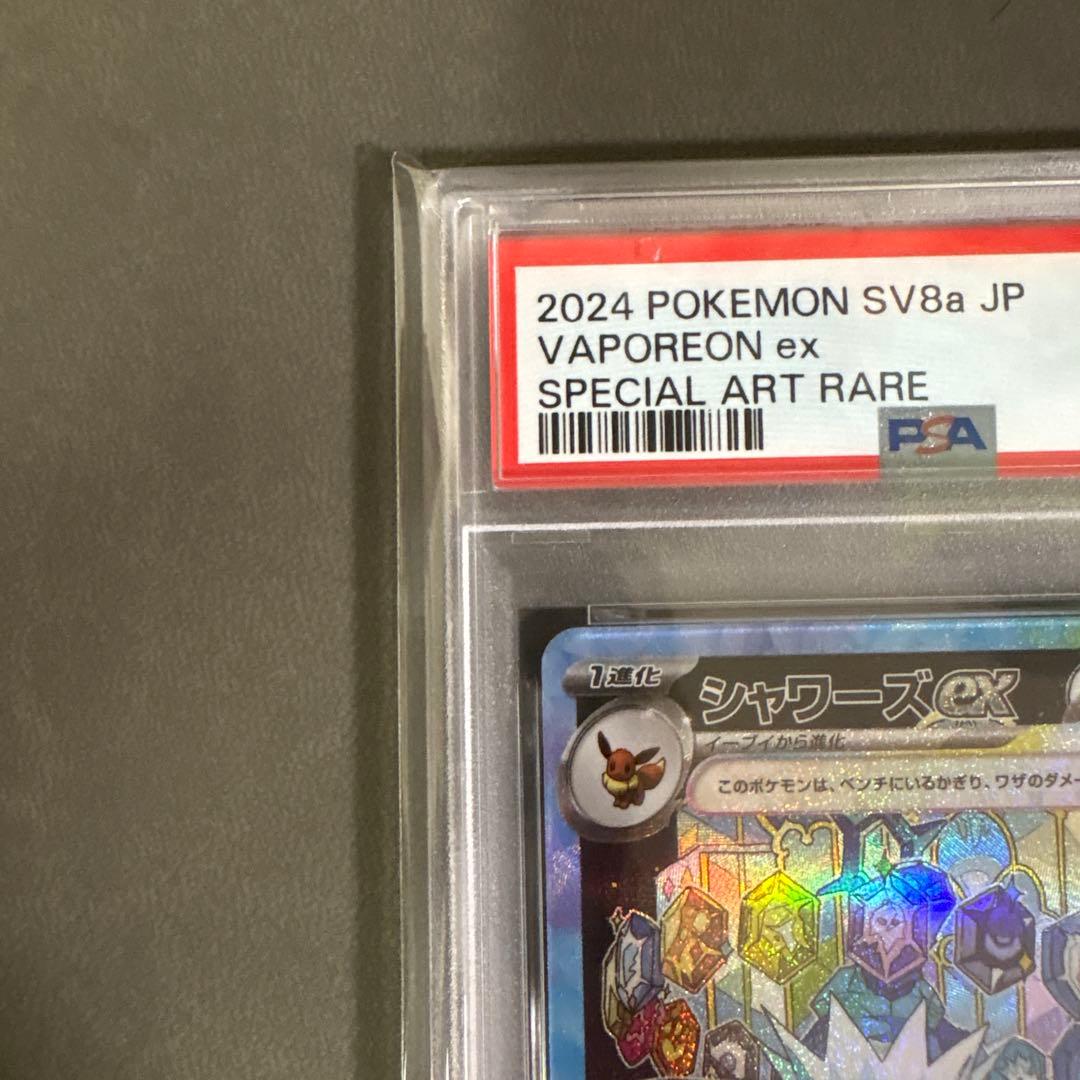 2024 POKEMON SV8a JP
VAPOREON ex
SPECIAL ART RARE
PSA
1進化
シャワーズex
イーブイから進化
このポケモンは、ベンチにいるかぎり、ワザのダメー